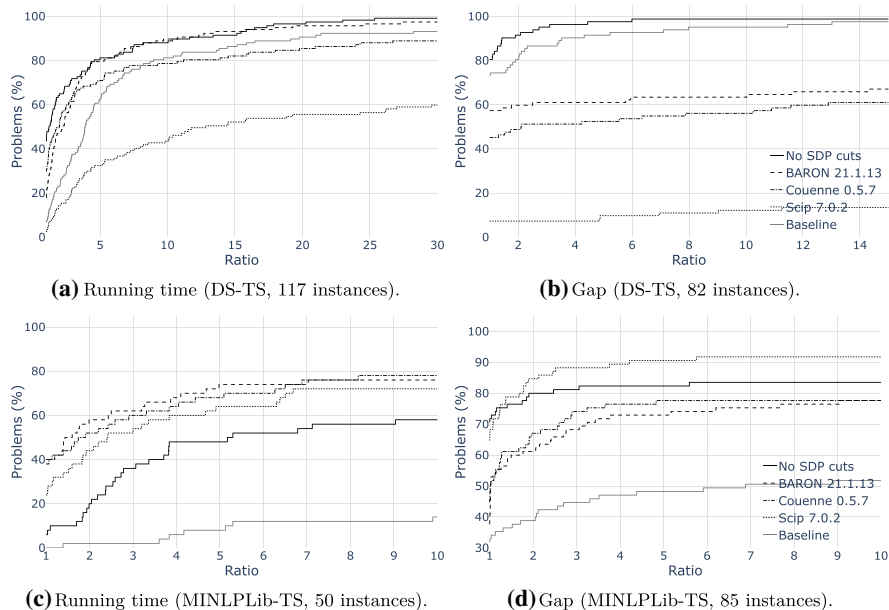 100
80
60
40
20
0
Problems (%)
5
10
15
20
25
30
Ratio
(a) Running time (DS-TS, 117 instances).
100
80
60
40
20
0
Problems (%)
2
4
6
8
10
12
14
Ratio
No SDP cuts
BARON 21.1.13
Couenne 0.5.7
Scip 7.0.2
Baseline
(b) Gap (DS-TS, 82 instances).
100
80
60
40
20
0
Problems (%)
1
2
3
4
5
6
7
8
9
10
Ratio
(c) Running time (MINLPLib-TS, 50 instances).
100
90
80
70
60
50
40
30
Problems (%)
1
2
3
4
5
6
7
8
9
10
Ratio
No SDP cuts
BARON 21.1.13
Couenne 0.5.7
Scip 7.0.2
Baseline
(d) Gap (MINLPLib-TS, 85 instances).